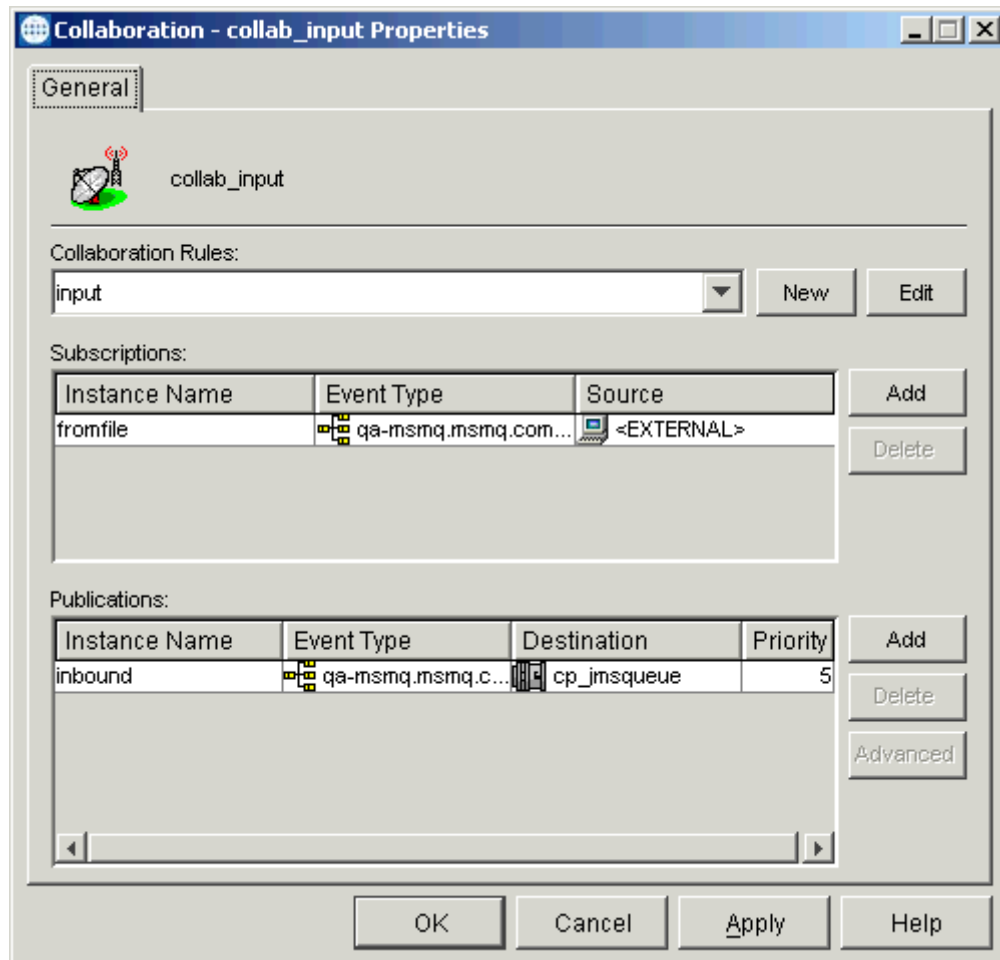 Collaboration - collab_input Properties
General
collab_input
Collaboration Rules:
input New Edit
Subscriptions:
Instance Name Event Type Source Add
fromfile qa-msmq.msmq.com... <EXTERNAL>
Delete
Publications:
Instance Name Event Type Destination Priority Add
inbound qa-msmq.msmq.c... cp_jmsqueue 5
Delete
Advanced
OK Cancel Apply Help